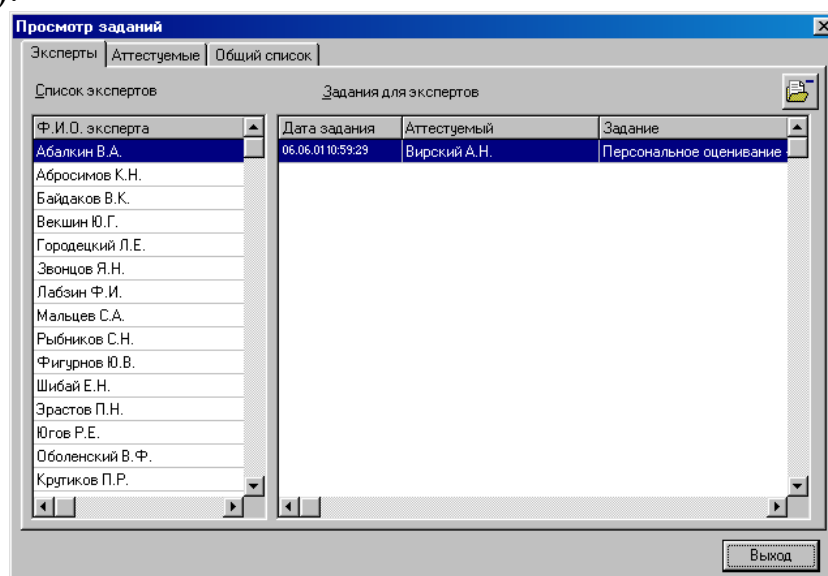 ).
Просмотр заданий
Эксперты Аттестуемые Общий список
Список экспертов Задания для экспертов
Ф.И.О. эксперта Дата задания Аттестуемый Задание
Абалкин В.А. 06.06.01 10:59:29 Вирский А.Н. Персональное оценивание
Абросимов К.Н.
Байдаков В.К.
Векшин Ю.Г.
Городецкий Л.Е.
Звонцов Я.Н.
Лабзин Ф.И.
Мальцев С.А.
Рыбников С.Н.
Фигурнов Ю.В.
Шибай Е.Н.
Эрастов П.Н.
Югов Р.Е.
Оболенский В.Ф.
Крутиков П.Р.
Выход